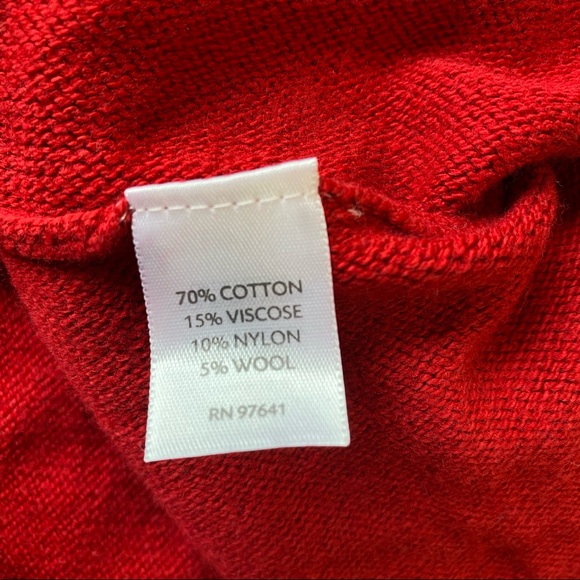 70% COTTON
15% VISCOSE
10% NYLON
5% WOOL
RN 97641